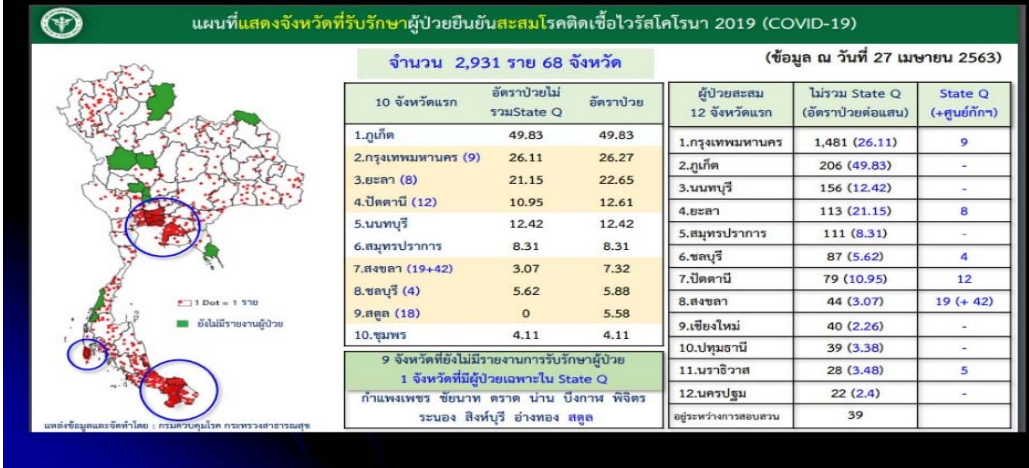 แผนที่แสดงจังหวัดที่รับรักษาผู้ป่วยยืนยันสะสมโรคติดเชื้อไวรัสโคโรนา 2019 (COVID-19)
(ข้อมูล ณ วันที่ 27 เมษายน 2563)
จำนวน 2,931 ราย 68 จังหวัด
10 จังหวัดแรก อัตราป่วยไม่รวมState Q อัตราป่วย
1.ภูเก็ต 49.83 49.83
2.กรุงเทพมหานคร (9) 26.11 26.27
3.ยะลา (8) 21.15 22.65
4.ปัตตานี (12) 10.95 12.61
5.นนทบุรี 12.42 12.42
6.สมุทรปราการ 8.31 8.31
7.สงขลา (19+42) 3.07 7.32
8.ชลบุรี (4) 5.62 5.88
9.สตูล (18) 0 5.58
10.ชุมพร 4.11 4.11
9 จังหวัดที่ยังไม่มีรายงานการรับรักษาผู้ป่วย
1 จังหวัดที่มีผู้ป่วยเฉพาะใน State Q
กำแพงเพชร ชัยนาท ตราด น่าน บึงกาฬ พิจิตร
ระนอง สิงห์บุรี อ่างทอง สตูล
ผู้ป่วยสะสม 12 จังหวัดแรก ไม่รวม State Q (อัตราป่วยต่อแสน) State Q (+ศูนย์กักฯ)
1.กรุงเทพมหานคร 1,481 (26.11) 9
2.ภูเก็ต 206 (49.83) -
3.นนทบุรี 156 (12.42) -
4.ยะลา 113 (21.15) 8
5.สมุทรปราการ 111 (8.31) -
6.ชลบุรี 87 (5.62) 4
7.ปัตตานี 79 (10.95) 12
8.สงขลา 44 (3.07) 19 (+ 42)
9.เชียงใหม่ 40 (2.26) -
10.ปทุมธานี 39 (3.38) -
11.นราธิวาส 28 (3.48) 5
12.นครปฐม 22 (2.4) -
อยู่ระหว่างการสอบสวน 39
1 Dot = 1 ราย
ยังไม่มีรายงานผู้ป่วย
แหล่งข้อมูลและจัดทำโดย : กรมควบคุมโรค กระทรวงสาธารณสุข